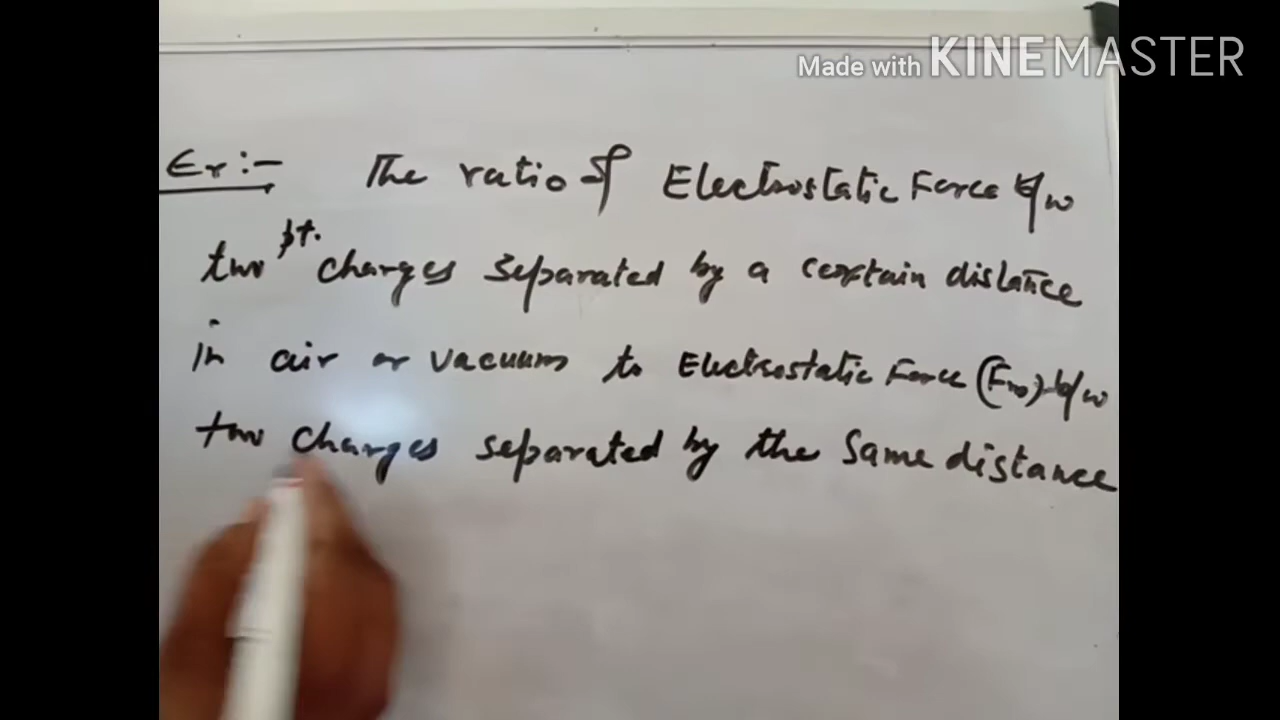 Made with KINEMASTER
Er:- The ratio of Electrostatic Force b/w
two pt. charges separated by a certain distance
in air or vacuum to Electrostatic Force (Fm) b/w
two charges separated by the same distance